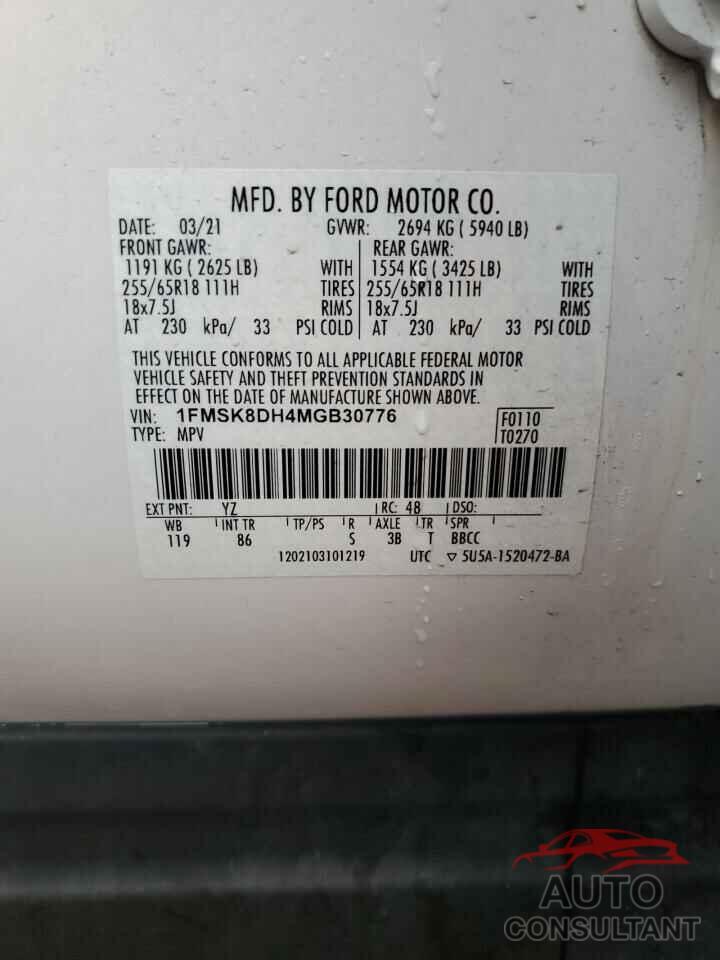 MFD. BY FORD MOTOR CO.
DATE: 03/21 GVWR: 2694 KG ( 5940 LB)
FRONT GAWR: REAR GAWR:
1191 KG ( 2625 LB) WITH 1554 KG ( 3425 LB) WITH
255/65R18 111H TIRES 255/65R18 111H TIRES
18x7.5J RIMS 18x7.5J RIMS
AT 230 kPa/ 33 PSI COLD AT 230 kPa/ 33 PSI COLD
THIS VEHICLE CONFORMS TO ALL APPLICABLE FEDERAL MOTOR
VEHICLE SAFETY AND THEFT PREVENTION STANDARDS IN
EFFECT ON THE DATE OF MANUFACTURE SHOWN ABOVE.
VIN: 1FMSK8DH4MGB30776 F0110
TYPE: MPV T0270
EXT PNT: YZ RC: 48 DSO:
WB INT TR TP/PS R AXLE TR SPR
119 86 S 3B T BBCC
1202103101219 UTC ▽ 5U5A-1520472-BA
AUTO
CONSULTANT